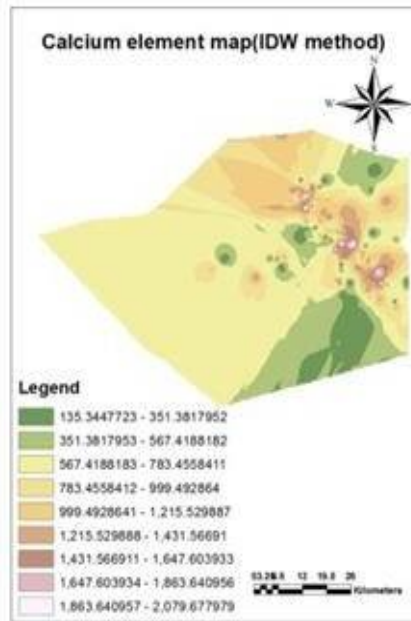 Calcium element map(IDW method)
N
W
S
Legend
135.3447723 - 351.3817952
351.3817953 - 567.4188182
567.4188183 - 783.4558411
783.4558412 - 999.492864
999.4928641 - 1,215.529887
1,215.529888 - 1,431.56691
1,431.566911 - 1,647.603933
1,647.603934 - 1,863.640956
1,863.640957 - 2,079.677979
Kilometers